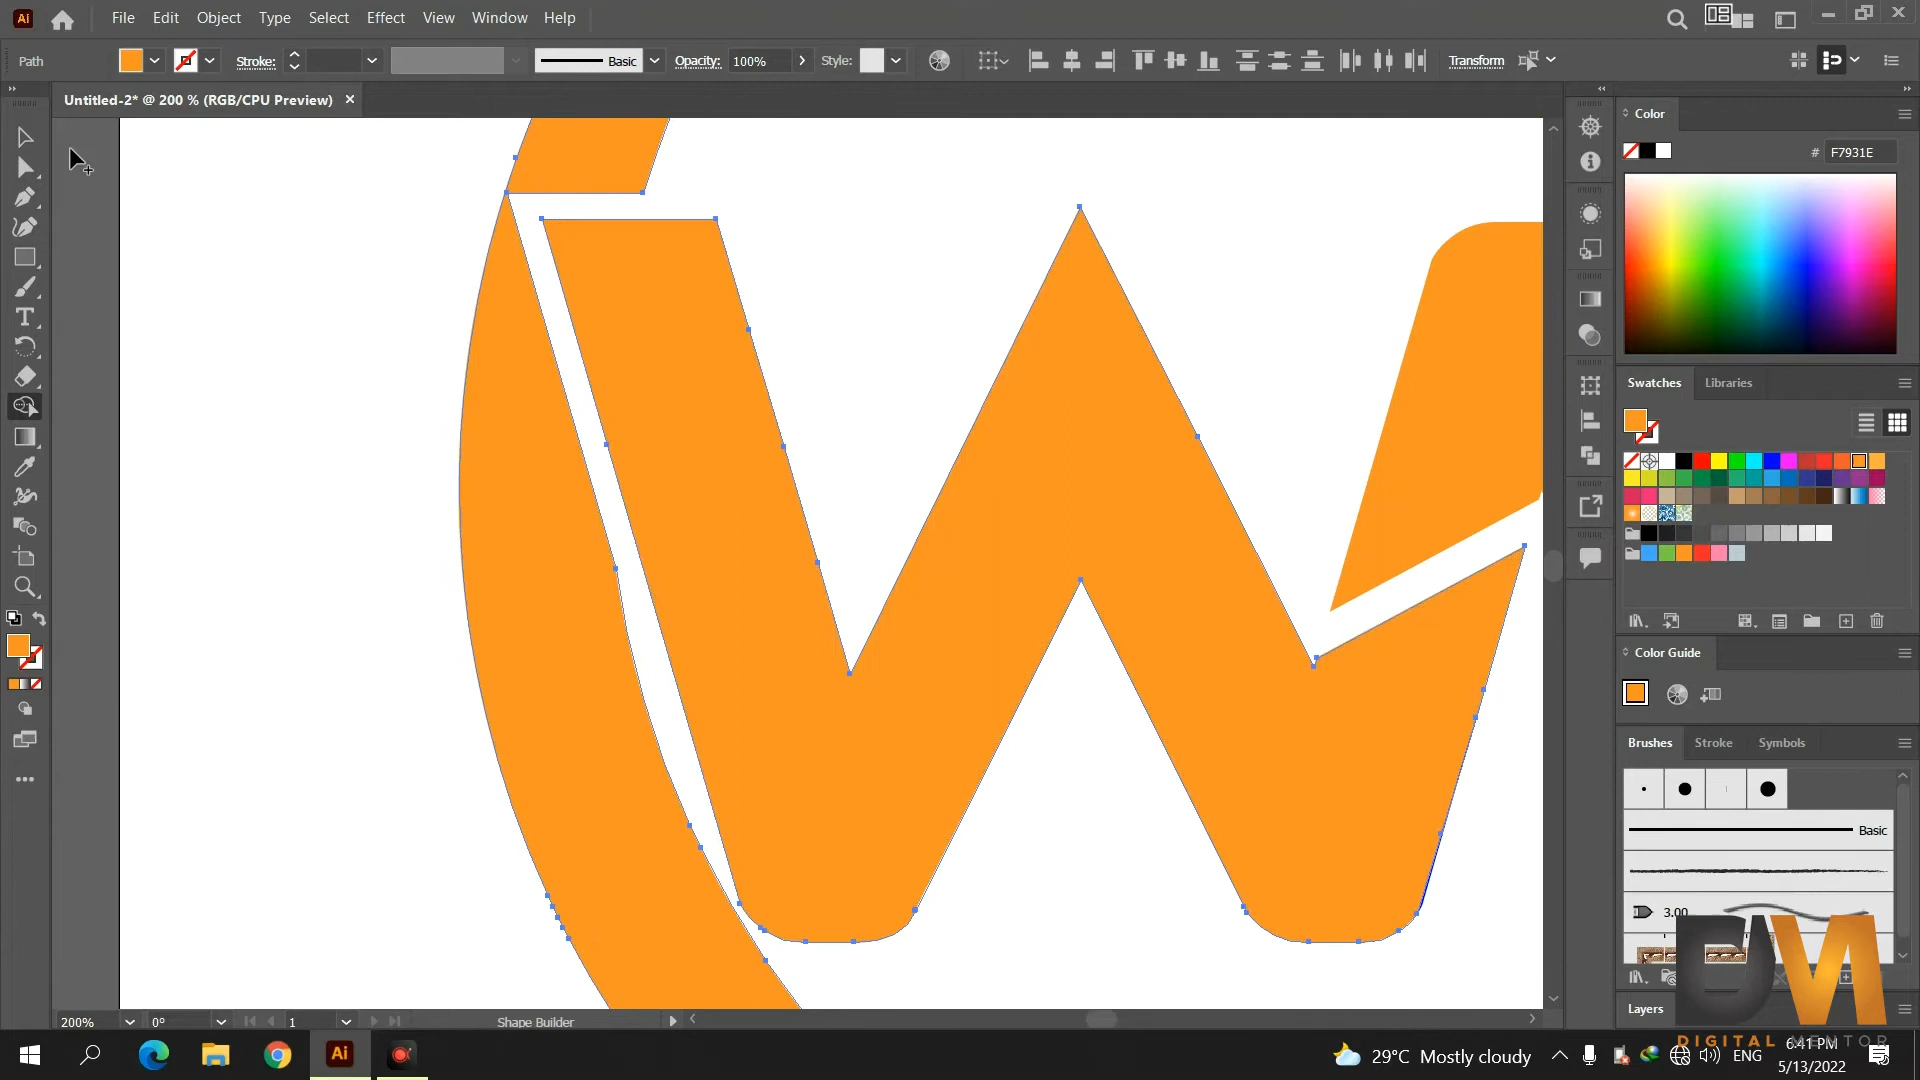 Ai File Edit Object Type Select Effect View Window Help
Path Stroke: Basic Opacity: 100% Style: Transform
Untitled-2* @ 200 % (RGB/CPU Preview)
Color
# F7931E
Swatches Libraries
Color Guide
Brushes Stroke Symbols
Basic
3.00
Layers
200% 0° 1 Shape Builder
W
DIGITAL MENTOR
Ai 29°C Mostly cloudy ENG 6:41 PM
5/13/2022